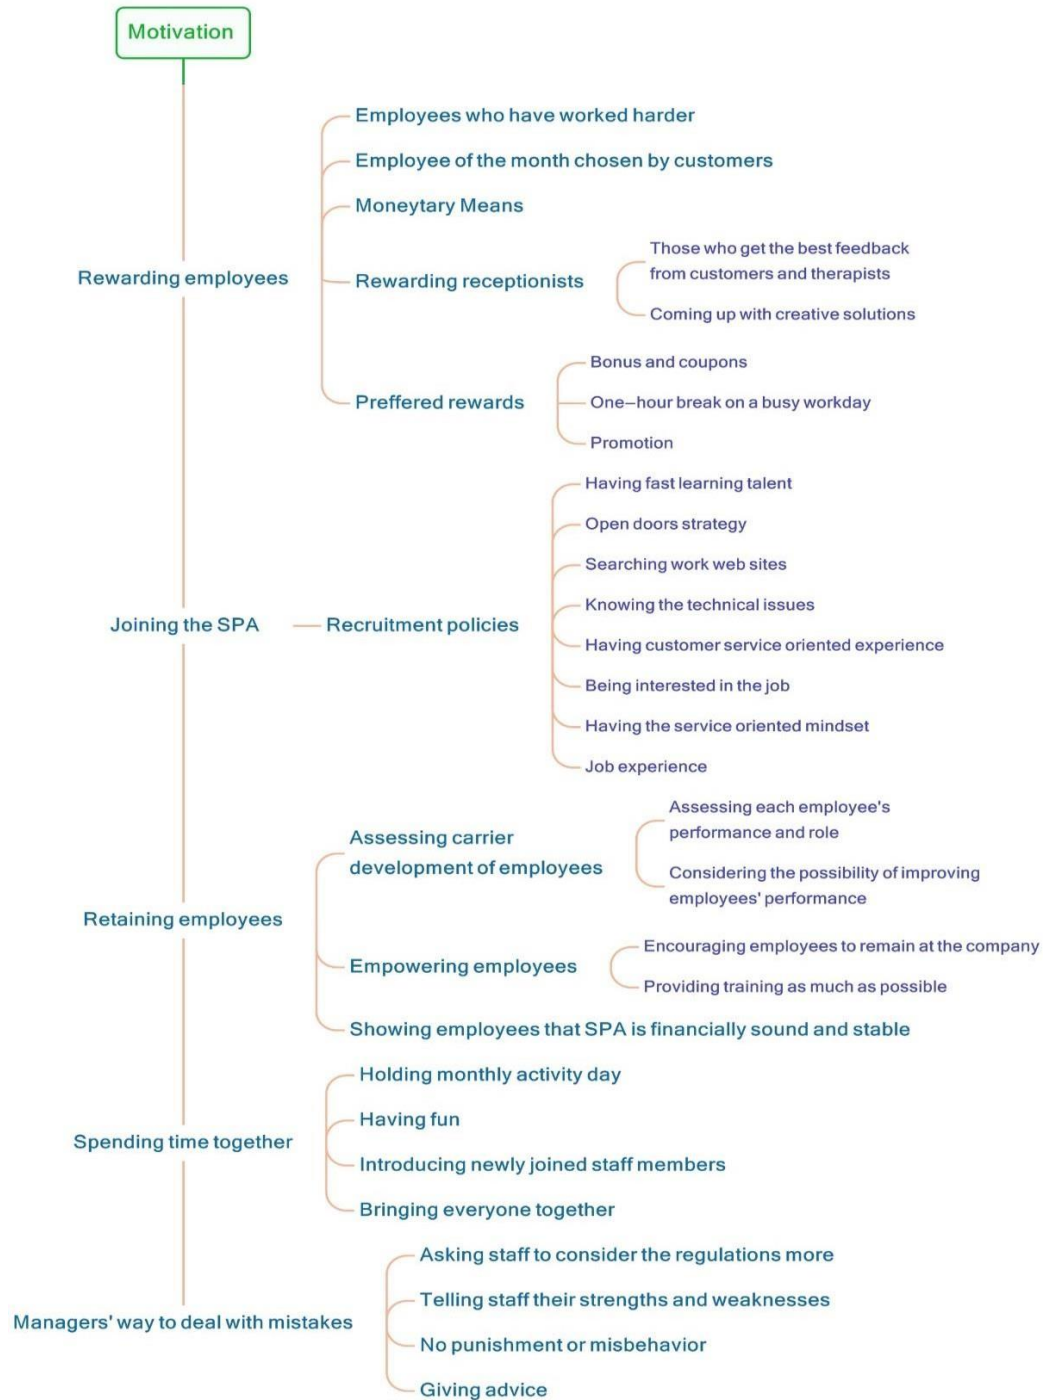 Motivation
Rewarding employees
Employees who have worked harder
Employee of the month chosen by customers
Moneytary Means
Rewarding receptionists
Those who get the best feedback
from customers and therapists
Coming up with creative solutions
Preffered rewards
Bonus and coupons
One–hour break on a busy workday
Promotion
Joining the SPA
Recruitment policies
Having fast learning talent
Open doors strategy
Searching work web sites
Knowing the technical issues
Having customer service oriented experience
Being interested in the job
Having the service oriented mindset
Job experience
Retaining employees
Assessing carrier
development of employees
Assessing each employee's
performance and role
Considering the possibility of improving
employees' performance
Empowering employees
Encouraging employees to remain at the company
Providing training as much as possible
Showing employees that SPA is financially sound and stable
Spending time together
Holding monthly activity day
Having fun
Introducing newly joined staff members
Bringing everyone together
Managers' way to deal with mistakes
Asking staff to consider the regulations more
Telling staff their strengths and weaknesses
No punishment or misbehavior
Giving advice